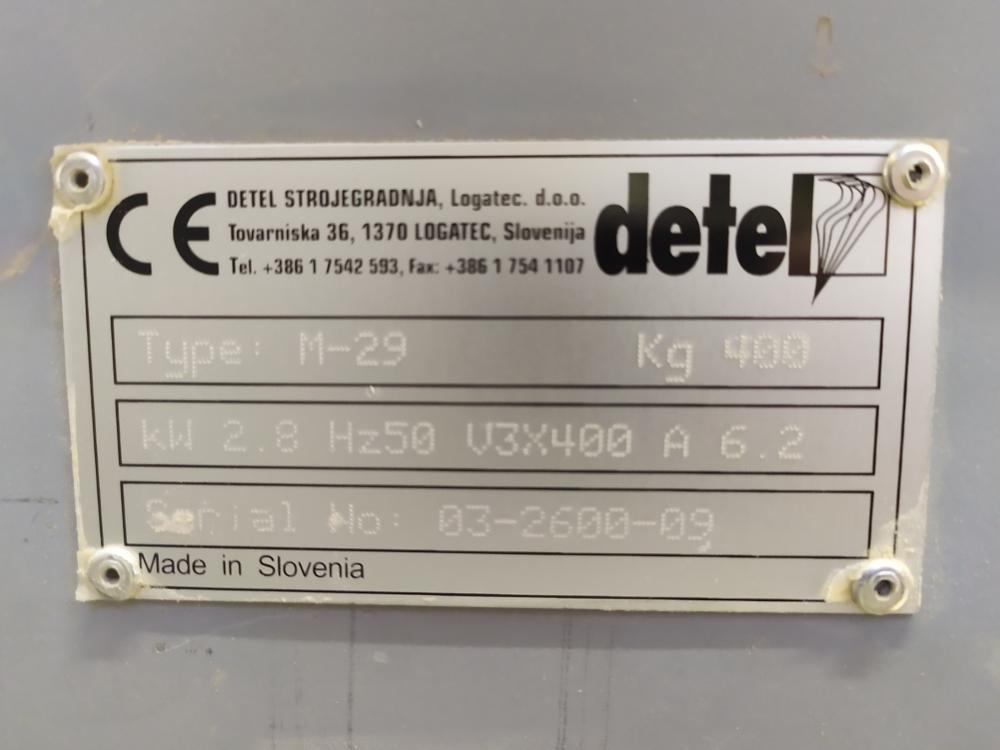 CE
DETEL STROJEGRADNJA, Logatec. d.o.o.
Tovarniska 36, 1370 LOGATEC, Slovenija
Tel. +386 1 7542 593, Fax: +386 1 754 1107
detel
Type: M-29 Kg 400
kW 2.8 Hz50 V3X400 A 6.2
Serial No: 03-2600-09
Made in Slovenia